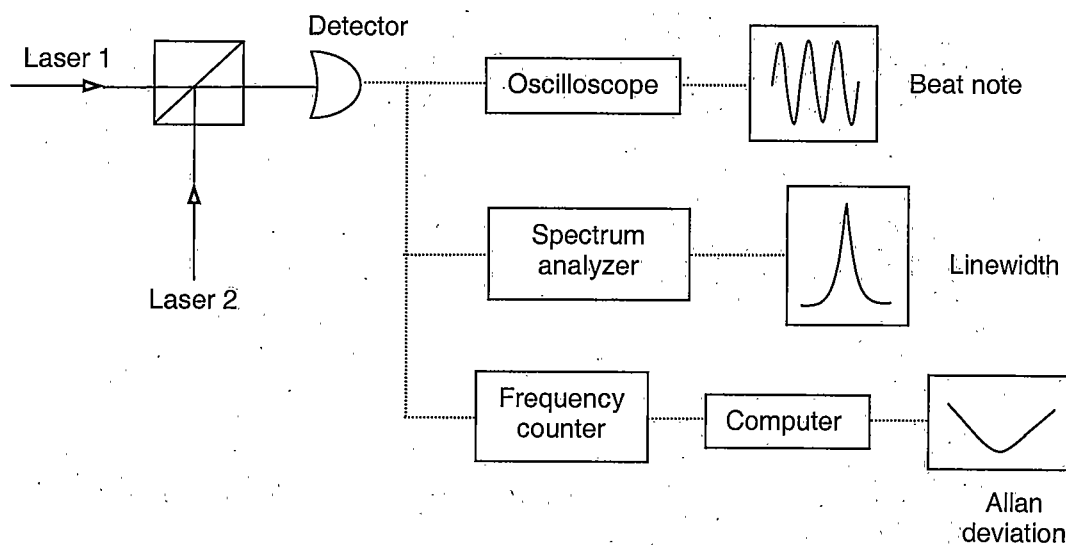 Detector
Laser 1
Oscilloscope
Beat note
Spectrum
analyzer
Linewidth
Laser 2
Frequency
counter
Computer
Allan
deviation